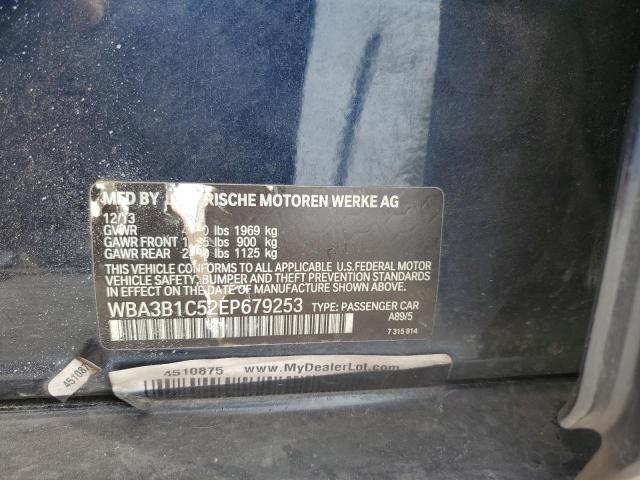 MFD BY RISCHE MOTOREN WERKE AG
12/13
GVWR 0 lbs 1969 kg
GAWR FRONT lbs 900 kg
GAWR REAR lbs 1125 kg
THIS VEHICLE CONFORMS TO ALL APPLICABLE U.S.FEDERAL MOTOR
VEHICLE SAFETY, BUMPER AND THEFT PREVENTION STANDARDS
IN EFFECT ON THE DATE OF MANUFACTURE SHOWN ABOVE.
WBA3B1C52EP679253 TYPE: PASSENGER CAR
A89/5
7 315 814
4510875 www.MyDealerLot.com
451087